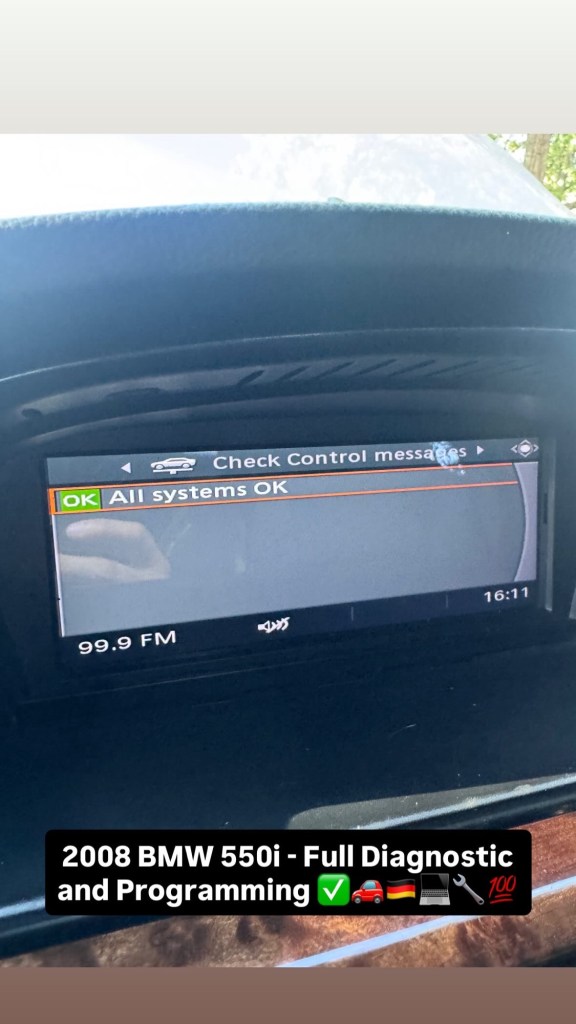 Check Control messages
OK All systems OK
16:11
99.9 FM
2008 BMW 550i - Full Diagnostic
and Programming ✅🚗🇩🇪💻🔧💯